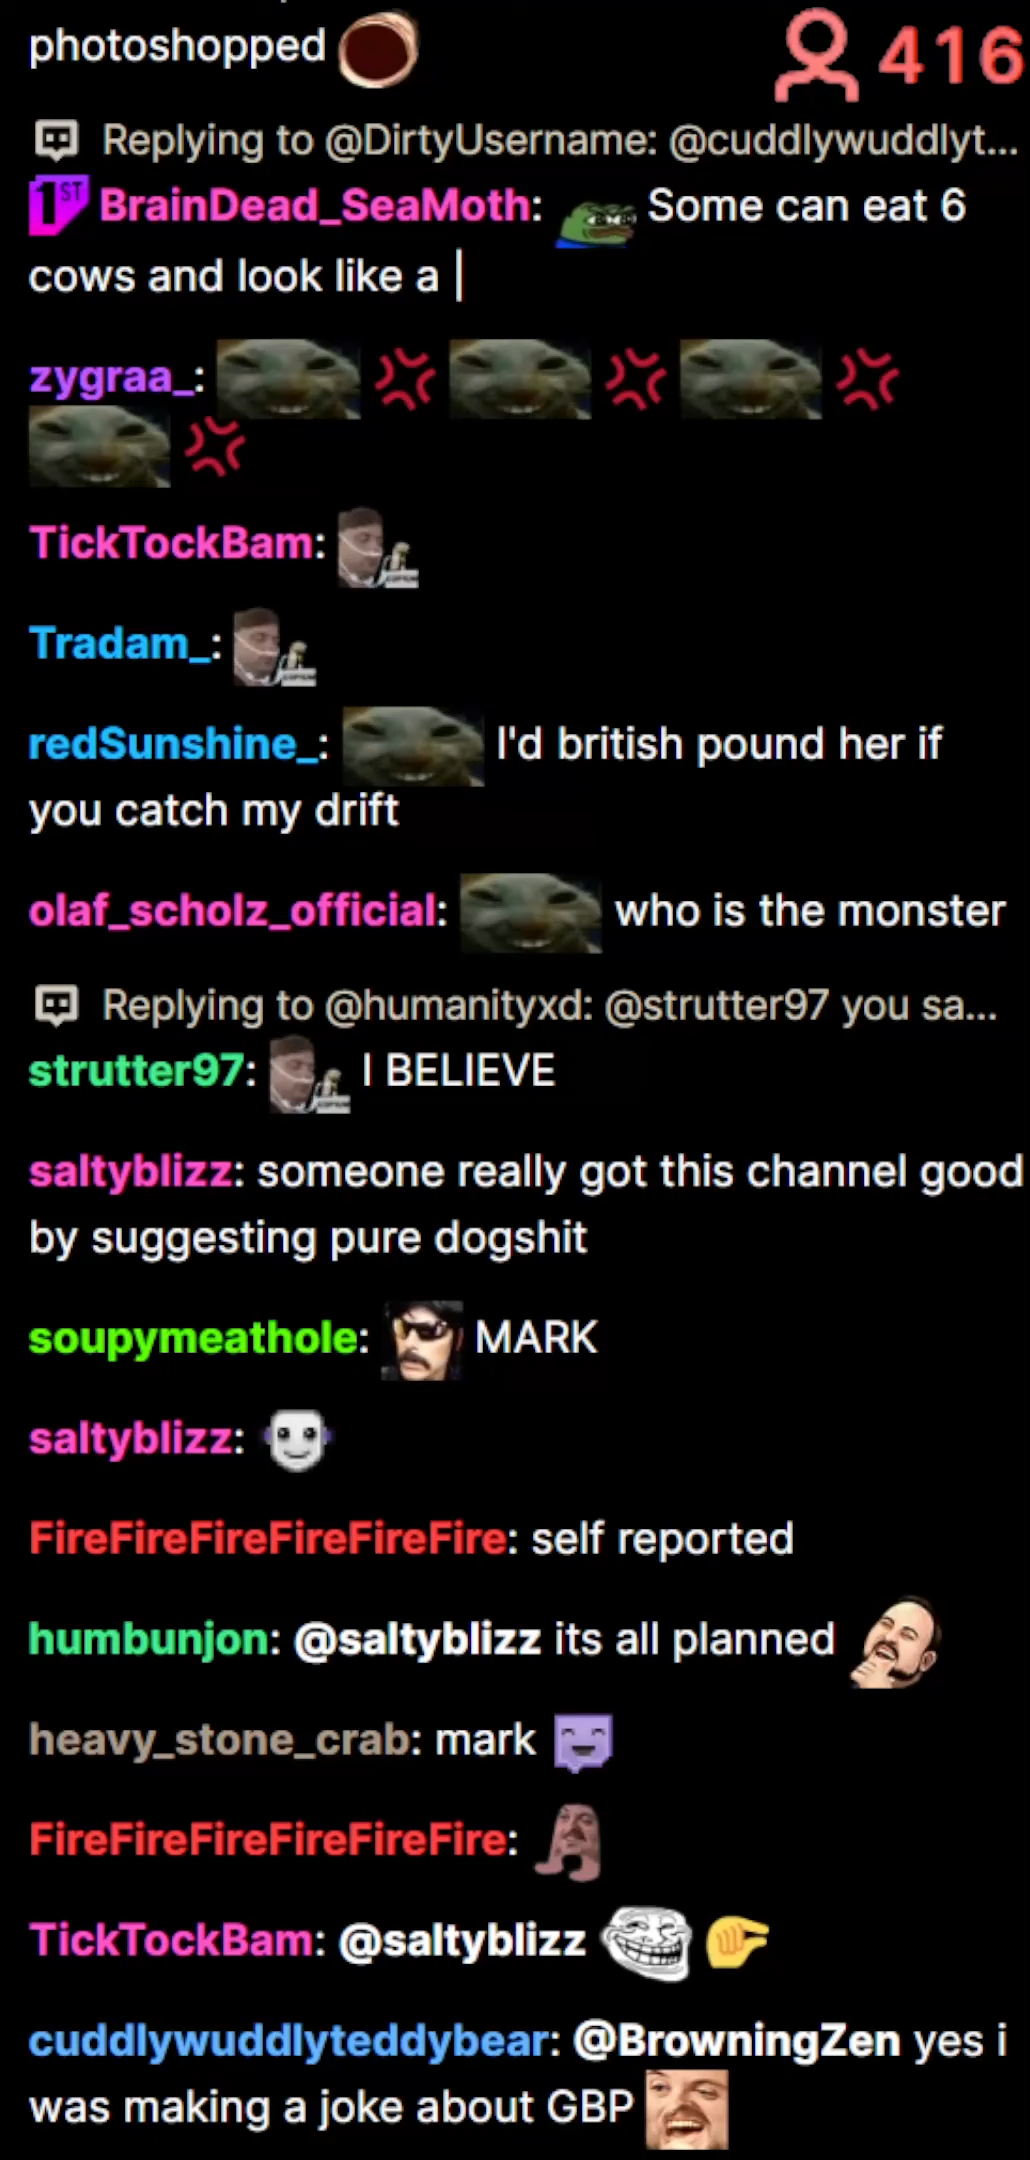 photoshopped
416
Replying to @DirtyUsername: @cuddlywuddlyt...
1ST BrainDead_SeaMoth: Some can eat 6
cows and look like a |
zygraa_:
TickTockBam:
Tradam_:
redSunshine_: I'd british pound her if
you catch my drift
olaf_scholz_official: who is the monster
Replying to @humanityxd: @strutter97 you sa...
strutter97: I BELIEVE
saltyblizz: someone really got this channel good
by suggesting pure dogshit
soupymeathole: MARK
saltyblizz:
FireFireFireFireFireFire: self reported
humbunjon: @saltyblizz its all planned
heavy_stone_crab: mark
FireFireFireFireFireFire:
TickTockBam: @saltyblizz
cuddlywuddlyteddybear: @BrowningZen yes i
was making a joke about GBP